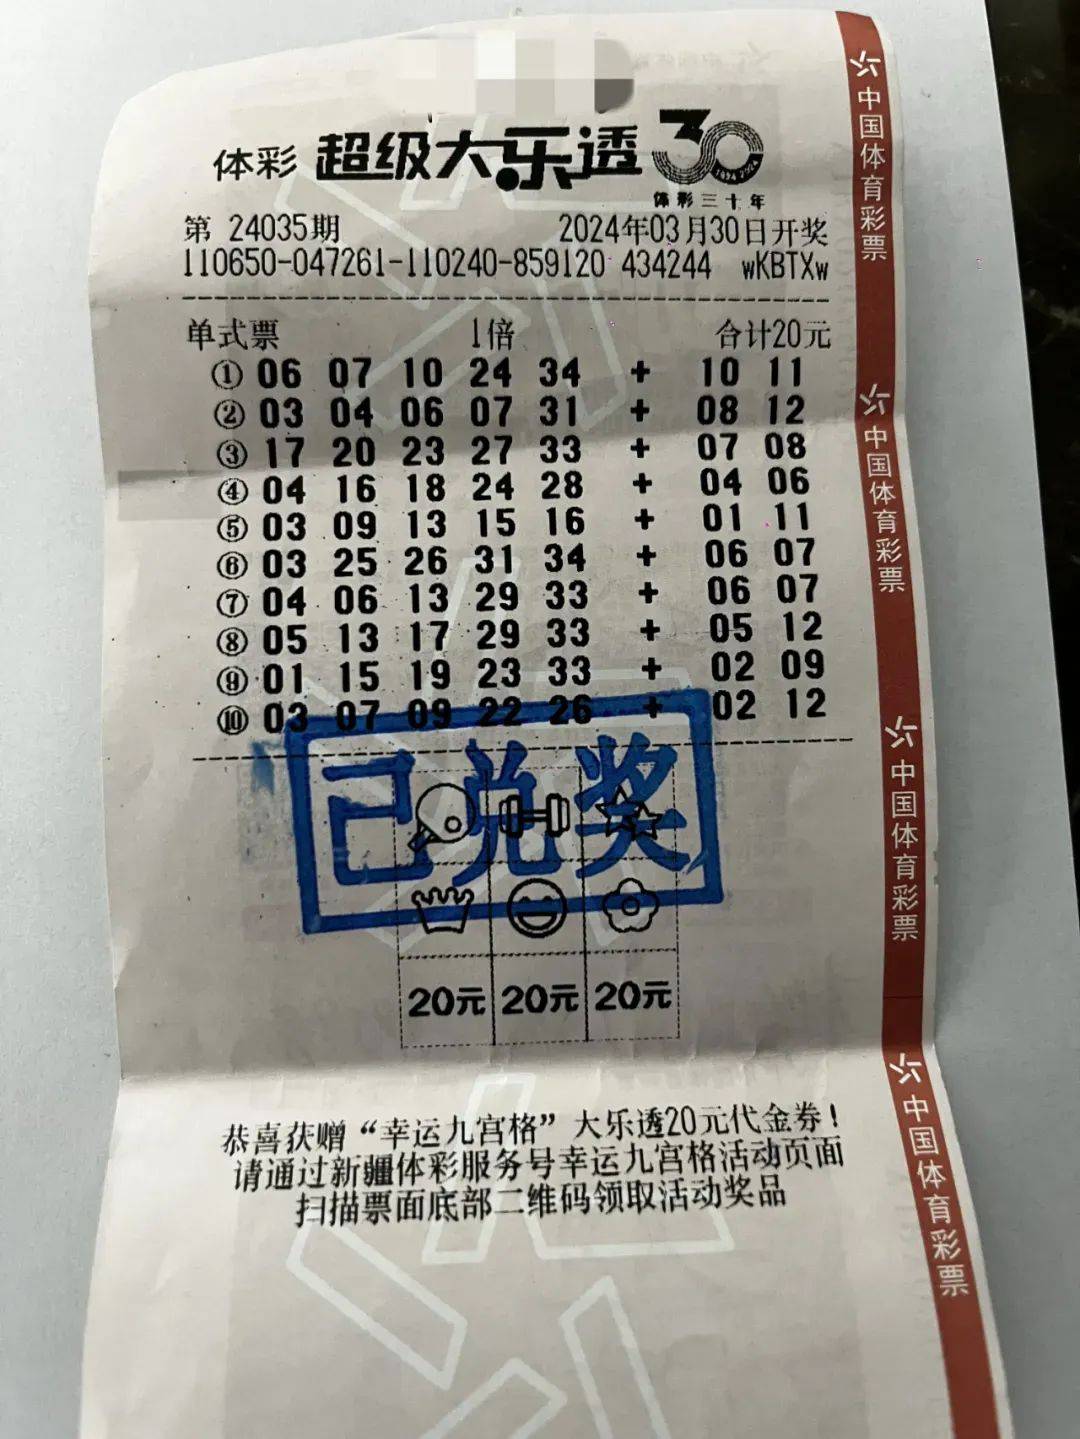 体彩 超级大乐透 30
1994-2024
体彩三十年
第 24035期 2024年03月30日开奖
110650-047261-110240-859120 434244 wKBTXw
单式票 1倍 合计20元
① 06 07 10 24 34 + 10 11
② 03 04 06 07 31 + 08 12
③ 17 20 23 27 33 + 07 08
④ 04 16 18 24 28 + 04 06
⑤ 03 09 13 15 16 + 01 11
⑥ 03 25 26 31 34 + 06 07
⑦ 04 06 13 29 33 + 06 07
⑧ 05 13 17 29 33 + 05 12
⑨ 01 15 19 23 33 + 02 09
⑩ 03 07 09 22 26 + 02 12
已兑奖
20元 20元 20元
恭喜获赠“幸运九宫格”大乐透20元代金券!
请通过新疆体彩服务号幸运九宫格活动页面
扫描票面底部二维码领取活动奖品
中国体育彩票
中国体育彩票
中国体育彩票
中国体育彩票